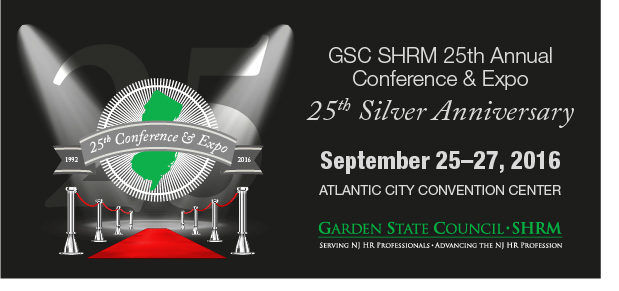 25
25th Conference & Expo
1992
2016
GSC SHRM 25th Annual
Conference & Expo
25th Silver Anniversary
September 25–27, 2016
ATLANTIC CITY CONVENTION CENTER
GARDEN STATE COUNCIL · SHRM
SERVING NJ HR PROFESSIONALS · ADVANCING THE NJ HR PROFESSION